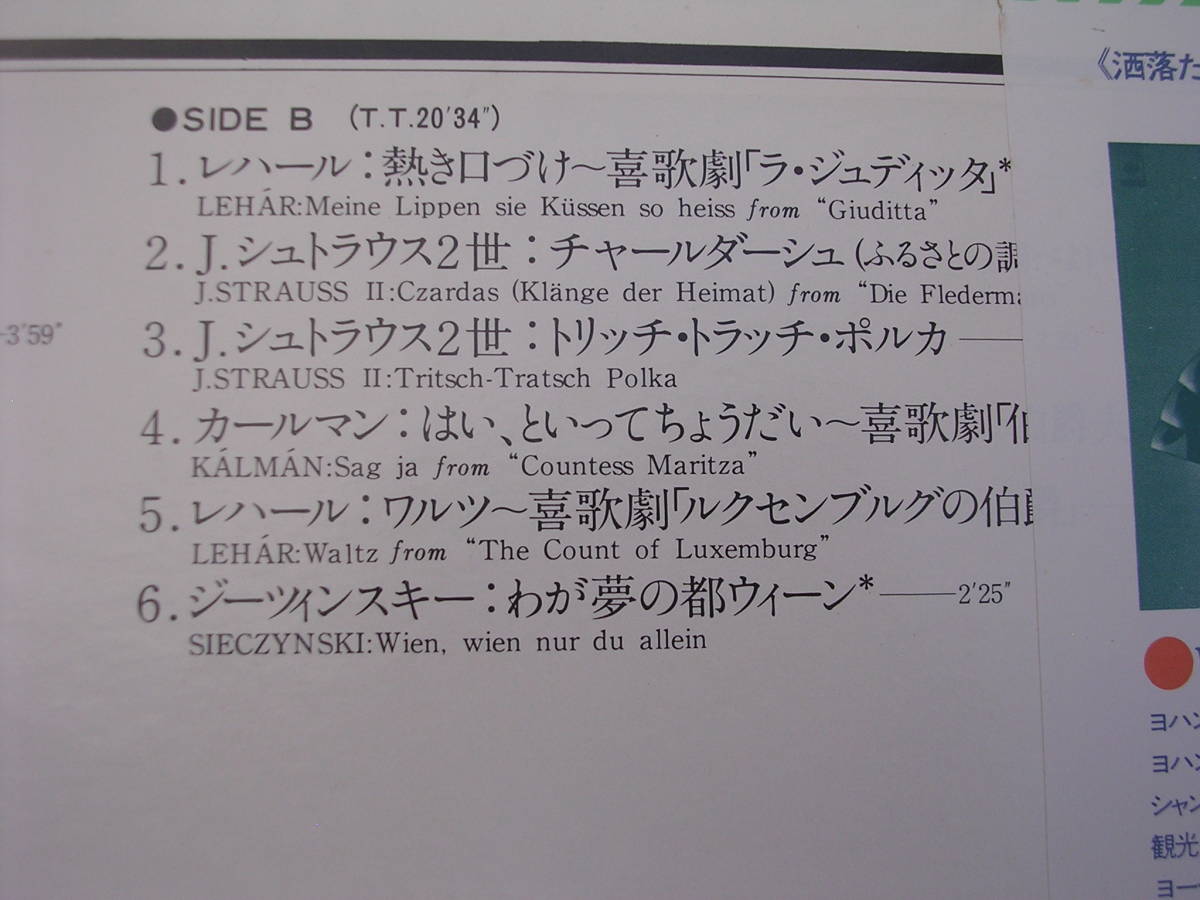 ●SIDE B (T.T.20'34")
1. レハール：熱き口づけ〜喜歌劇「ラ・ジュディッタ」*
LEHÁR:Meine Lippen sie Küssen so heiss from “Giuditta”
2. J.シュトラウス2世：チャールダーシュ(ふるさとの調
J.STRAUSS II:Czardas (Klänge der Heimat) from “Die Flederma
-3'59"
3. J.シュトラウス2世：トリッチ・トラッチ・ポルカ
J.STRAUSS II:Tritsch-Tratsch Polka
4. カールマン：はい、といってちょうだい〜喜歌劇「伯
KÁLMÁN:Sag ja from “Countess Maritza”
5. レハール：ワルツ〜喜歌劇「ルクセンブルグの伯爵
LEHÁR:Waltz from “The Count of Luxemburg”
6. ジーツィンスキー：わが夢の都ウィーン*——2'25"
SIECZYNSKI:Wien, wien nur du allein
《洒落た
ヨハン
ヨハン
シャン
観光
ヨー